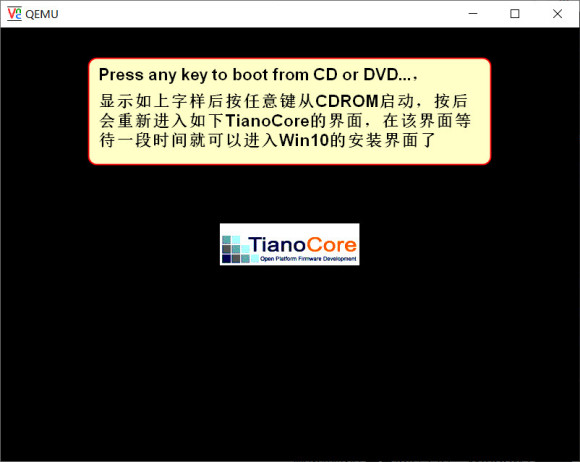 QEMU
Press any key to boot from CD or DVD...，
显示如上字样后按任意键从CDROM启动，按后
会重新进入如下TianoCore的界面，在该界面等
待一段时间就可以进入Win10的安装界面了
TianoCore
Open Platform Firmware Development